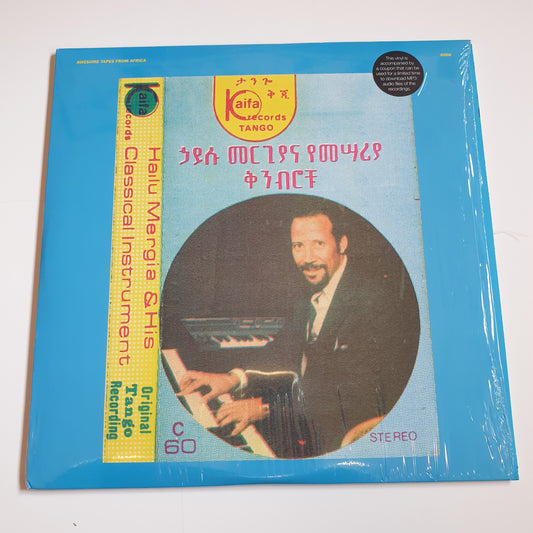 AWESOME TAPES FROM AFRICA
This vinyl is
accompanied by
a coupon that can be
used for a limited time
to download MP3
audio files of the
recordings.
Kaifa
records
Hailu Mergia & His
Classical Instrument
Original
Tango
Recording
ታንጎ
ቅጂ
Kaifa
records
TANGO
ኃይሉ መርጊያና የመሣሪያ
ቅንብሮቹ
C
60
STEREO